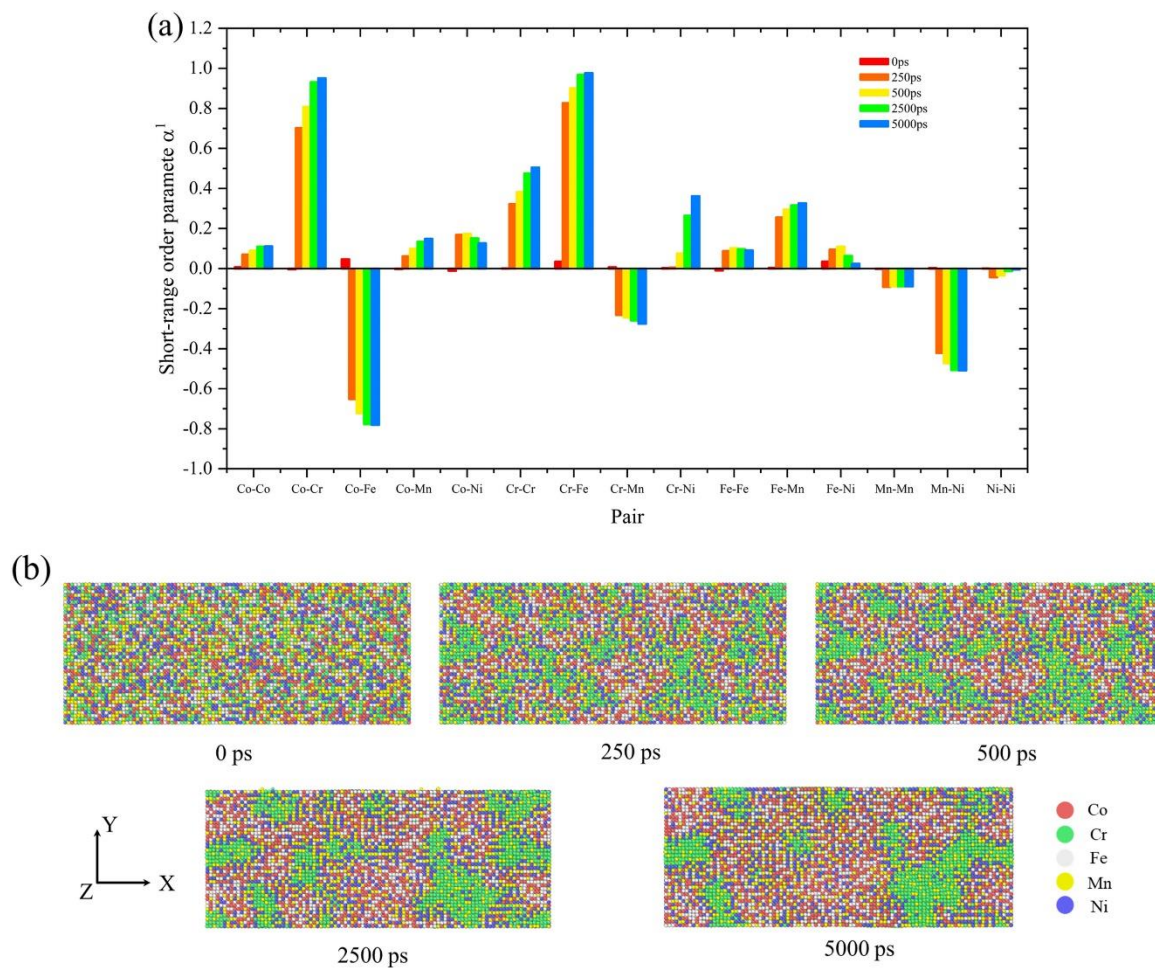 (a)
Short-range order paramete α¹
1.2
1.0
0.8
0.6
0.4
0.2
0.0
-0.2
-0.4
-0.6
-0.8
-1.0
0ps
250ps
500ps
2500ps
5000ps
Co-Co Co-Cr Co-Fe Co-Mn Co-Ni Cr-Cr Cr-Fe Cr-Mn Cr-Ni Fe-Fe Fe-Mn Fe-Ni Mn-Mn Mn-Ni Ni-Ni
Pair
(b)
0 ps 250 ps 500 ps
Y
Z X
2500 ps 5000 ps
Co
Cr
Fe
Mn
Ni